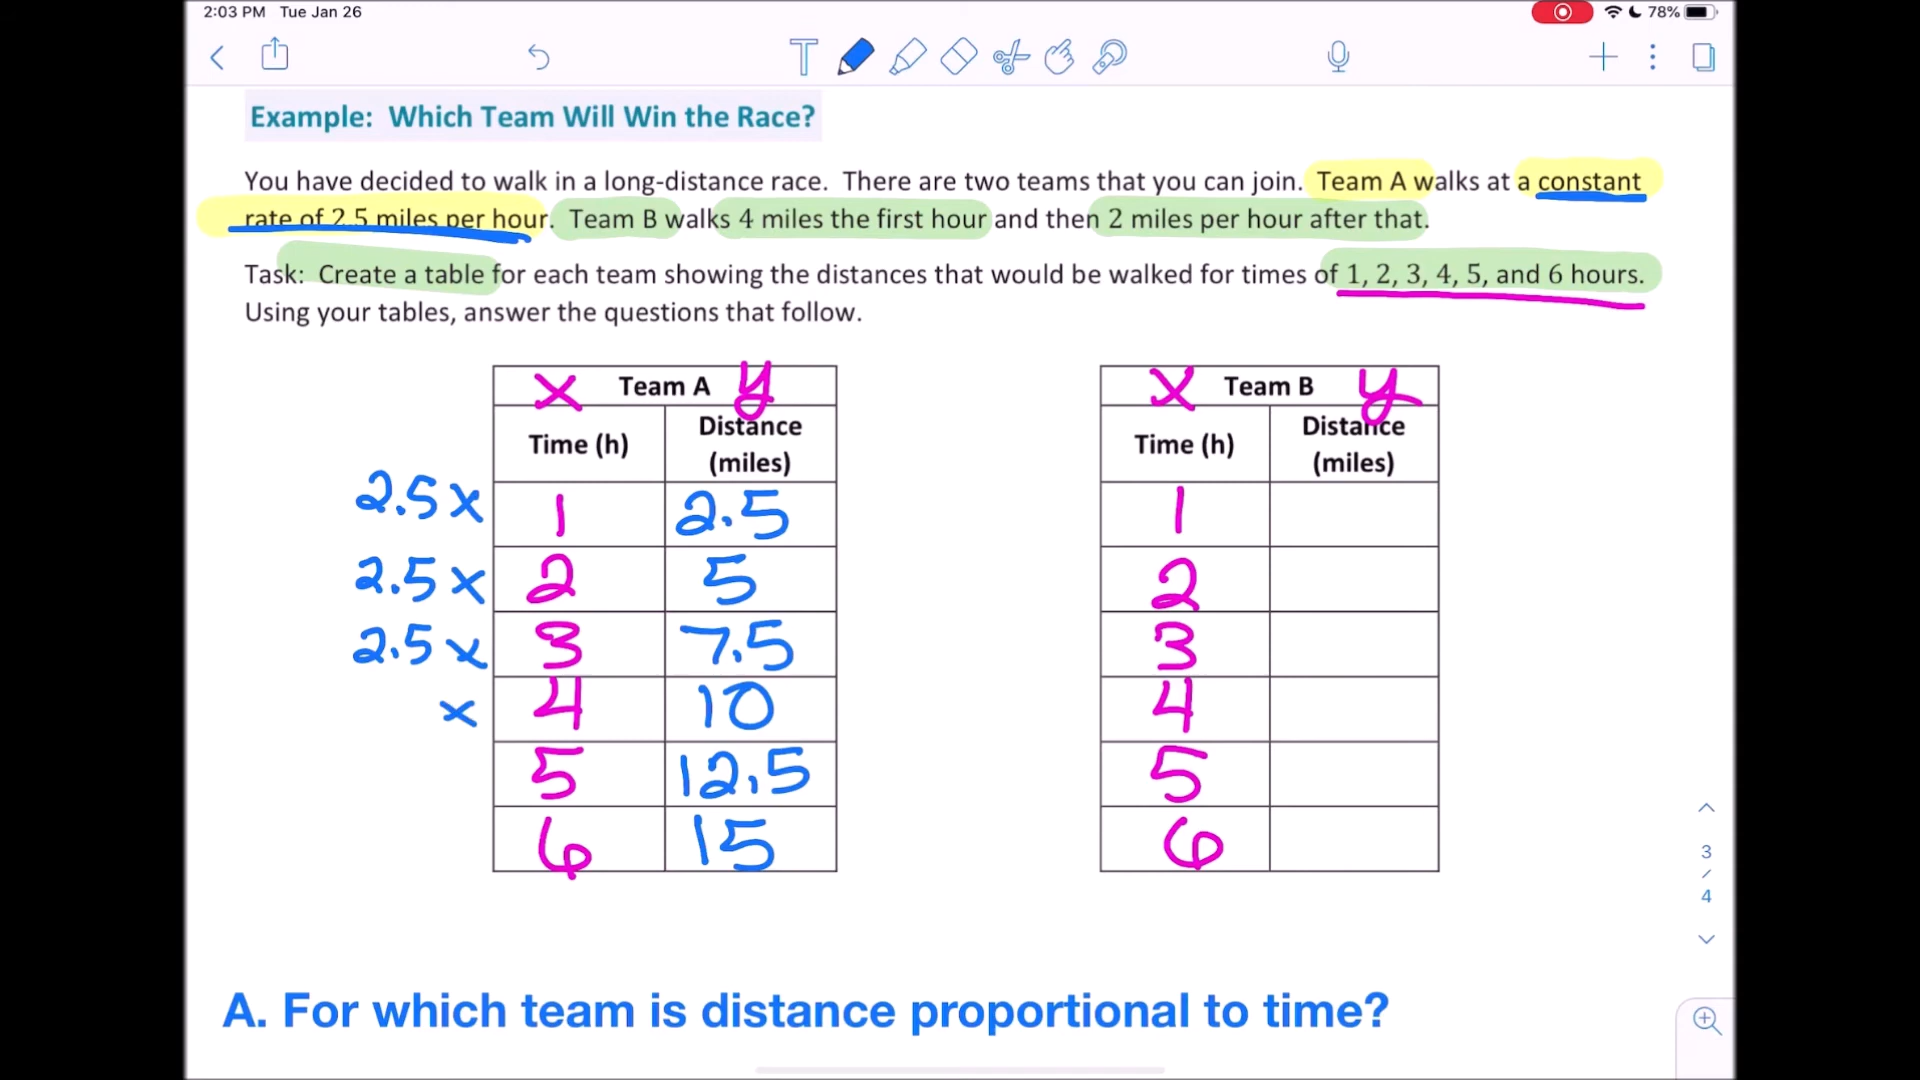 2:03 PM Tue Jan 26 78%
Example: Which Team Will Win the Race?
You have decided to walk in a long-distance race. There are two teams that you can join. Team A walks at a constant
rate of 2.5 miles per hour. Team B walks 4 miles the first hour and then 2 miles per hour after that.
Task: Create a table for each team showing the distances that would be walked for times of 1, 2, 3, 4, 5, and 6 hours.
Using your tables, answer the questions that follow.
x Team A y
Time (h) Distance (miles)
2.5 x 1 2.5
2.5 x 2 5
2.5 x 3 7.5
x 4 10
5 12.5
6 15
x Team B y
Time (h) Distance (miles)
1
2
3
4
5
6
3
/
4
A. For which team is distance proportional to time?